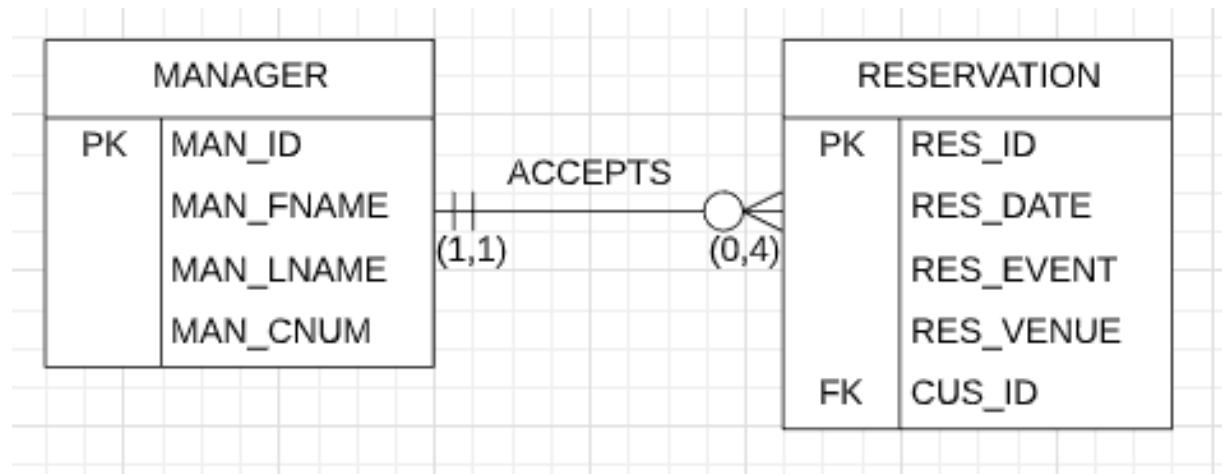 MANAGER
PK MAN_ID
MAN_FNAME
MAN_LNAME
MAN_CNUM
ACCEPTS
(1,1)
(0,4)
RESERVATION
PK RES_ID
RES_DATE
RES_EVENT
RES_VENUE
FK CUS_ID